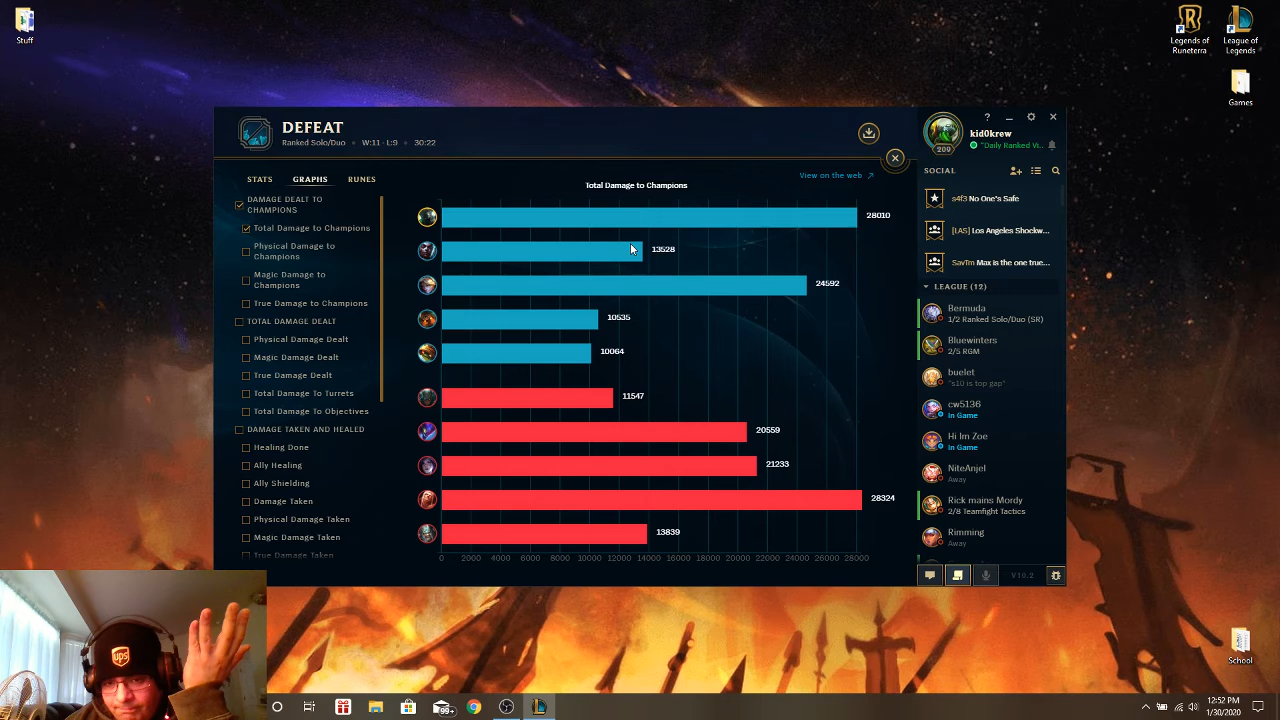 Stuff
Legends of
Runeterra
League of
Legends
Games
School
DEFEAT
Ranked Solo/Duo • W:11 - L:9 • 30:22
STATS
GRAPHS
RUNES
View on the web
DAMAGE DEALT TO
CHAMPIONS
Total Damage to Champions
Physical Damage to
Champions
Magic Damage to
Champions
True Damage to Champions
TOTAL DAMAGE DEALT
Physical Damage Dealt
Magic Damage Dealt
True Damage Dealt
Total Damage To Turrets
Total Damage To Objectives
DAMAGE TAKEN AND HEALED
Healing Done
Ally Healing
Ally Shielding
Damage Taken
Physical Damage Taken
Magic Damage Taken
True Damage Taken
Total Damage to Champions
28010
13528
24592
10535
10064
11547
20559
21233
28324
13839
0 2000 4000 6000 8000 10000 12000 14000 16000 18000 20000 22000 24000 26000 28000
209
kid0krew
"Daily Ranked Vi..
SOCIAL
s4f3 No One's Safe
[LAS] Los Angeles Shockw...
SavTm Max is the one true...
LEAGUE (12)
Bermuda
1/2 Ranked Solo/Duo (SR)
Bluewinters
2/5 RGM
buelet
"s10 is top gap"
cw5136
In Game
Hi Im Zoe
In Game
NiteAnjel
Away
Rick mains Mordy
2/8 Teamfight Tactics
Rimming
Away
V10.2
ups
99+
12:52 PM
1/30/2020